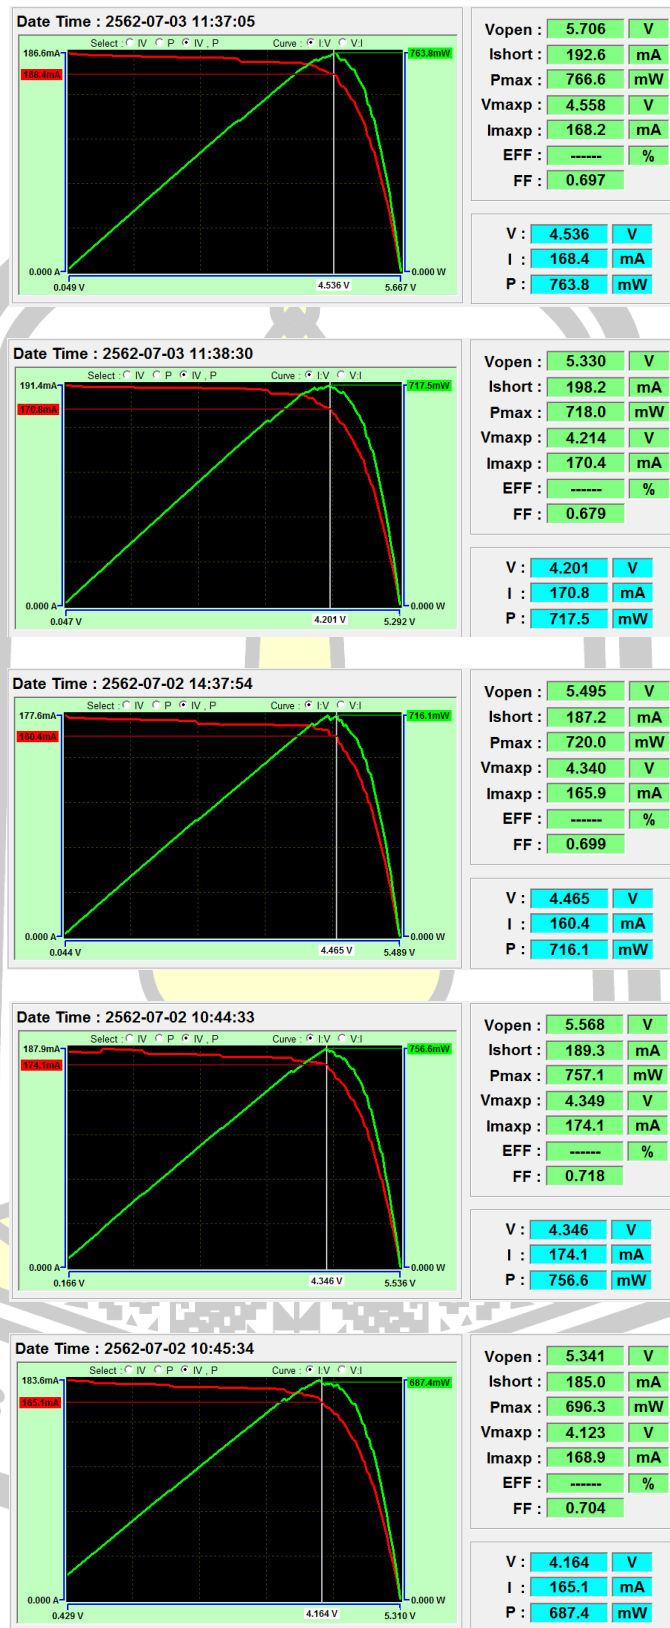 Date Time : 2562-07-03 11:37:05
Select : IV P IV , P Curve : I:V V:I
186.6mA
763.8mW
168.4mA
0.000 A
0.000 W
0.049 V
4.536 V
5.667 V
Vopen : 5.706 V
Ishort : 192.6 mA
Pmax : 766.6 mW
Vmaxp : 4.558 V
Imaxp : 168.2 mA
EFF : ------ %
FF : 0.697
V : 4.536 V
I : 168.4 mA
P : 763.8 mW
Date Time : 2562-07-03 11:38:30
Select : IV P IV , P Curve : I:V V:I
191.4mA
717.5mW
170.8mA
0.000 A
0.000 W
0.047 V
4.201 V
5.292 V
Vopen : 5.330 V
Ishort : 198.2 mA
Pmax : 718.0 mW
Vmaxp : 4.214 V
Imaxp : 170.4 mA
EFF : ------ %
FF : 0.679
V : 4.201 V
I : 170.8 mA
P : 717.5 mW
Date Time : 2562-07-02 14:37:54
Select : IV P IV , P Curve : I:V V:I
177.6mA
716.1mW
160.4mA
0.000 A
0.000 W
0.044 V
4.465 V
5.489 V
Vopen : 5.495 V
Ishort : 187.2 mA
Pmax : 720.0 mW
Vmaxp : 4.340 V
Imaxp : 165.9 mA
EFF : ------ %
FF : 0.699
V : 4.465 V
I : 160.4 mA
P : 716.1 mW
Date Time : 2562-07-02 10:44:33
Select : IV P IV , P Curve : I:V V:I
187.9mA
756.6mW
174.1mA
0.000 A
0.000 W
0.166 V
4.346 V
5.536 V
Vopen : 5.568 V
Ishort : 189.3 mA
Pmax : 757.1 mW
Vmaxp : 4.349 V
Imaxp : 174.1 mA
EFF : ------ %
FF : 0.718
V : 4.346 V
I : 174.1 mA
P : 756.6 mW
Date Time : 2562-07-02 10:45:34
Select : IV P IV , P Curve : I:V V:I
183.6mA
687.4mW
165.1mA
0.000 A
0.000 W
0.429 V
4.164 V
5.310 V
Vopen : 5.341 V
Ishort : 185.0 mA
Pmax : 696.3 mW
Vmaxp : 4.123 V
Imaxp : 168.9 mA
EFF : ------ %
FF : 0.704
V : 4.164 V
I : 165.1 mA
P : 687.4 mW